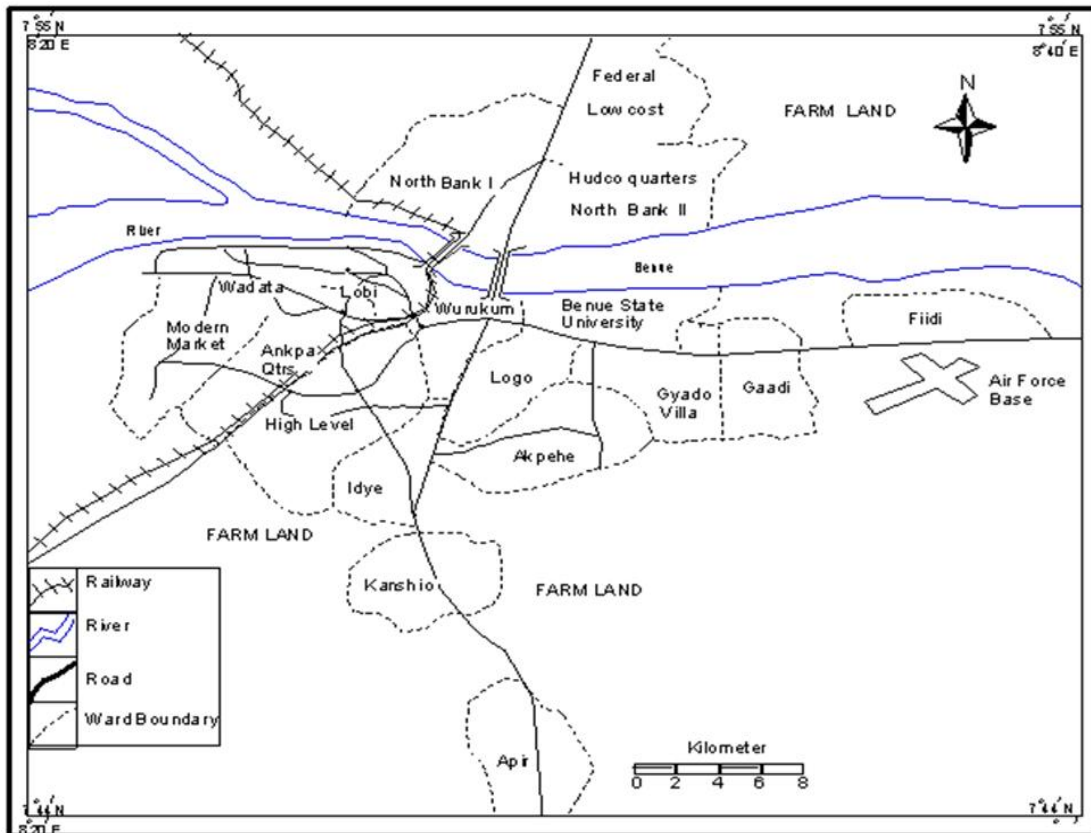 7°55' N
8°20' E
7°55' N
8°40' E
N
Federal
Low cost
FARM LAND
North Bank I
Hudco quarters
North Bank II
River
Benue
Wadata
Lobi
Wurukum
Benue State
University
Fiidi
Modern
Market
Ankpa
Qtrs
Logo
Gyado
Villa
Gaadi
Air Force
Base
High Level
Akpehe
Idye
FARM LAND
Kanshio
FARM LAND
Railway
River
Road
Ward Boundary
Apir
Kilometer
0 2 4 6 8
7°44' N
8°20' E
7°44' N